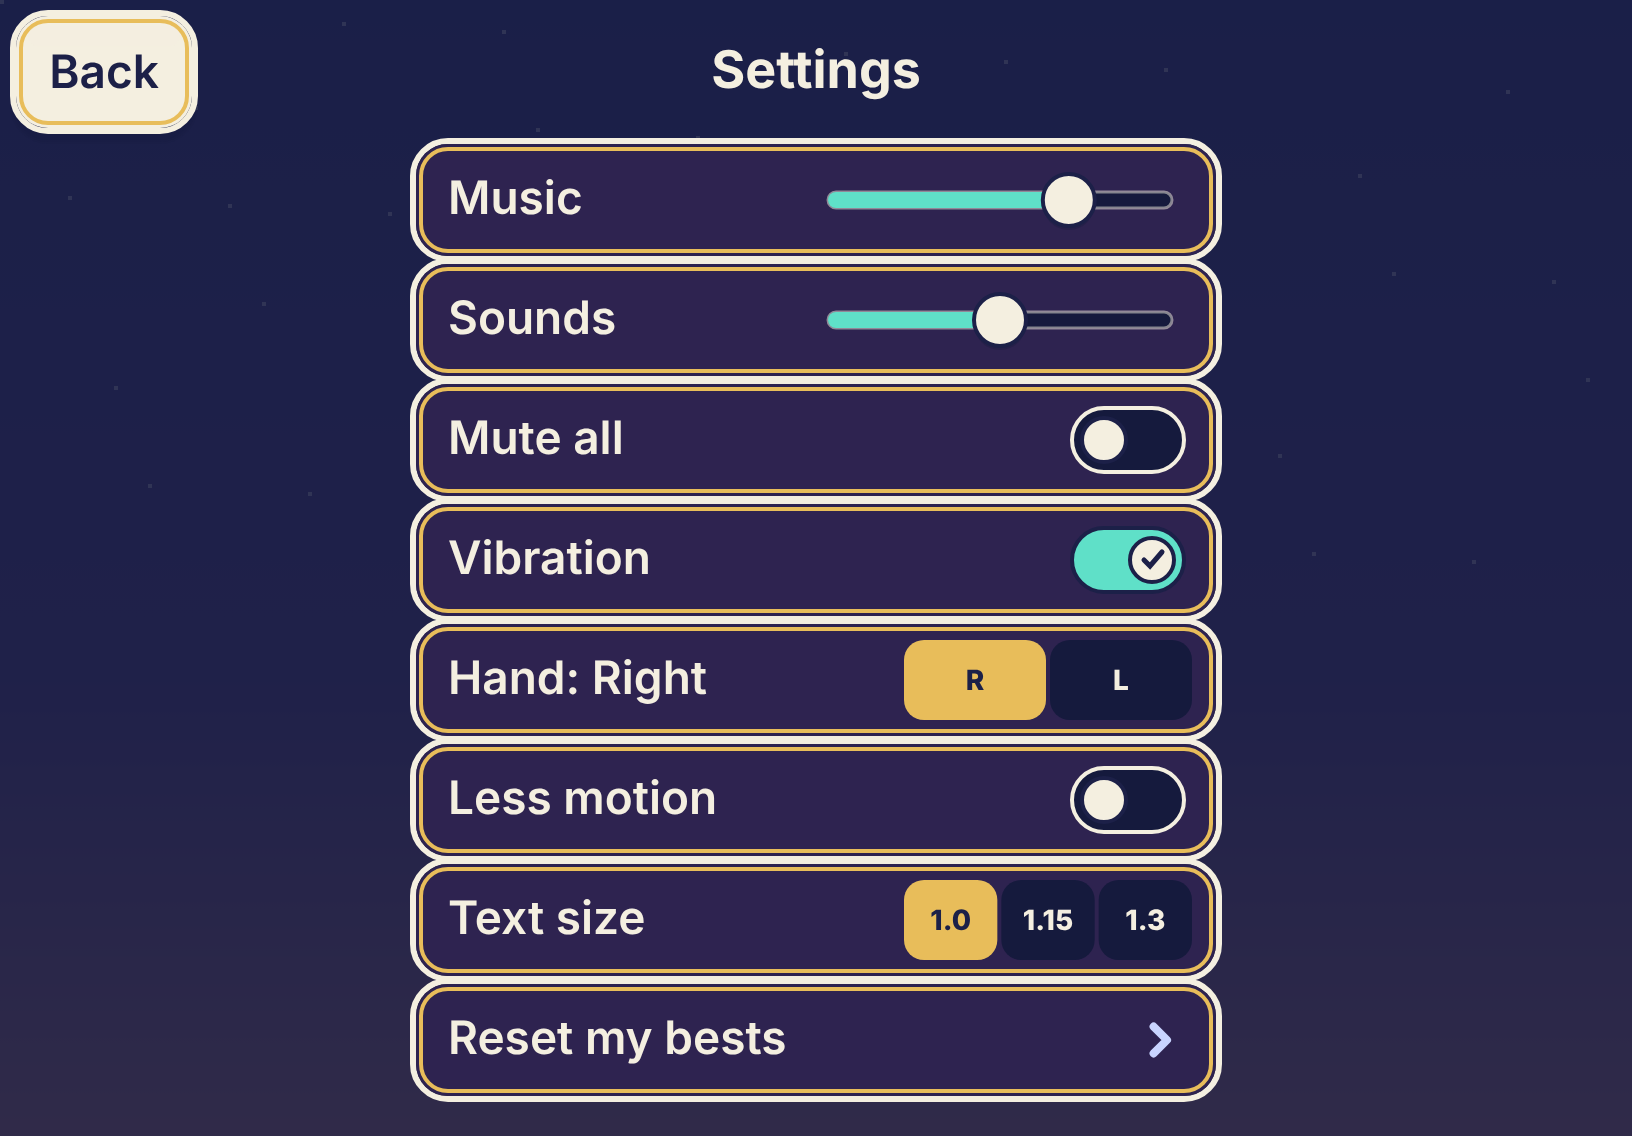 Back
Settings
Music
Sounds
Mute all
Vibration
Hand: Right
R
L
Less motion
Text size
1.0
1.15
1.3
Reset my bests